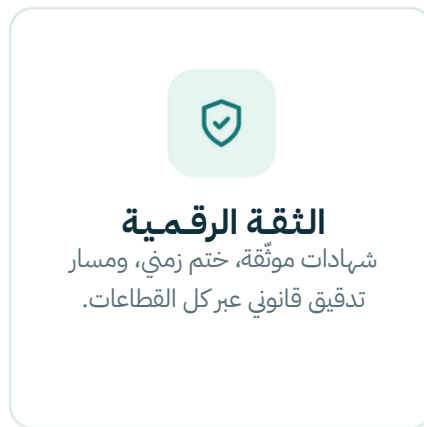 الثقة الرقمية
شهادات موثّقة، ختم زمني، ومسار
تدقيق قانوني عبر كل القطاعات.